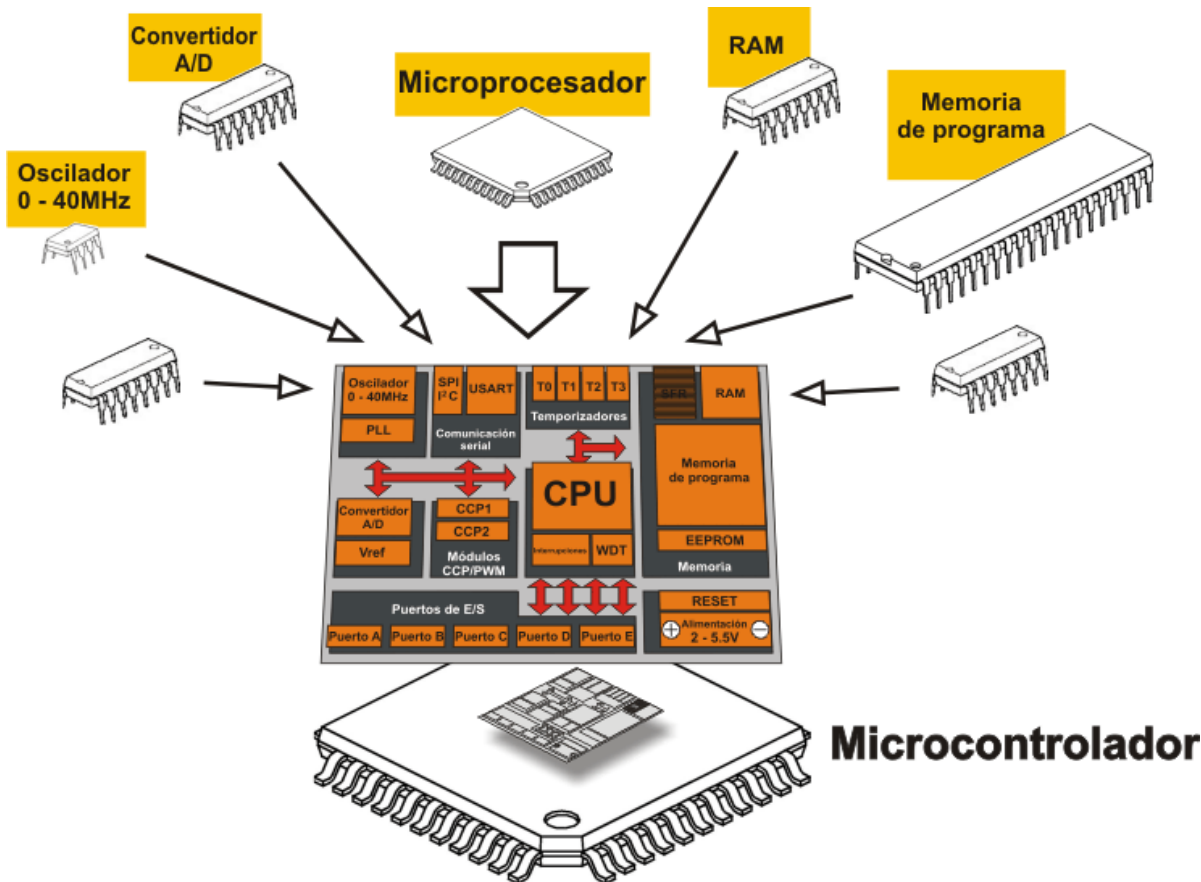 Convertidor
A/D
Microprocesador
RAM
Memoria
de programa
Oscilador
0 - 40MHz
Oscilador
0 - 40MHz
PLL
SPI
I²C
USART
Comunicación
serial
T0
T1
T2
T3
Temporizadores
SFR
RAM
Memoria
de programa
EEPROM
Memoria
Convertidor
A/D
Vref
CCP1
CCP2
Módulos
CCP/PWM
CPU
Interrupciones
WDT
Puertos de E/S
Puerto A
Puerto B
Puerto C
Puerto D
Puerto E
RESET
+ Alimentación -
2 - 5.5V
Microcontrolador